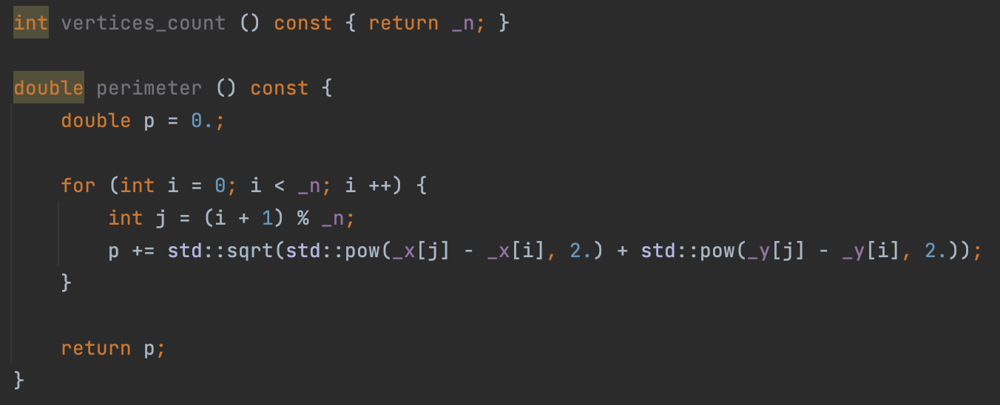 int vertices_count () const { return _n; }
double perimeter () const {
double p = 0.;
for (int i = 0; i < _n; i ++) {
int j = (i + 1) % _n;
p += std::sqrt(std::pow(_x[j] - _x[i], 2.) + std::pow(_y[j] - _y[i], 2.));
}
return p;
}